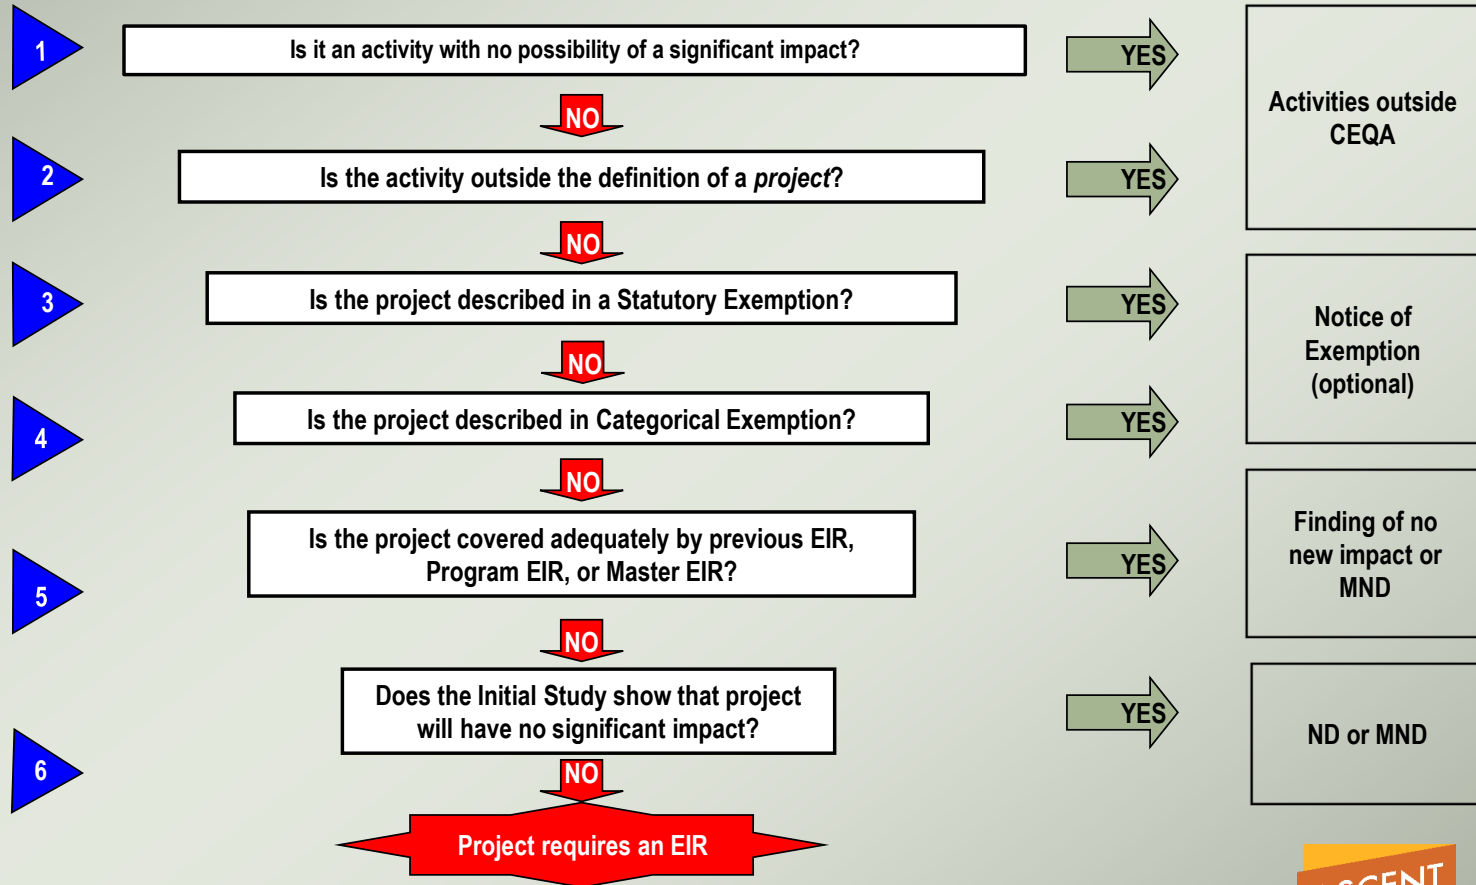 1
Is it an activity with no possibility of a significant impact?
YES
Activities outside
CEQA
NO
2
Is the activity outside the definition of a project?
YES
NO
3
Is the project described in a Statutory Exemption?
YES
Notice of
Exemption
(optional)
NO
4
Is the project described in Categorical Exemption?
YES
NO
5
Is the project covered adequately by previous EIR,
Program EIR, or Master EIR?
YES
Finding of no
new impact or
MND
NO
6
Does the Initial Study show that project
will have no significant impact?
YES
ND or MND
NO
Project requires an EIR